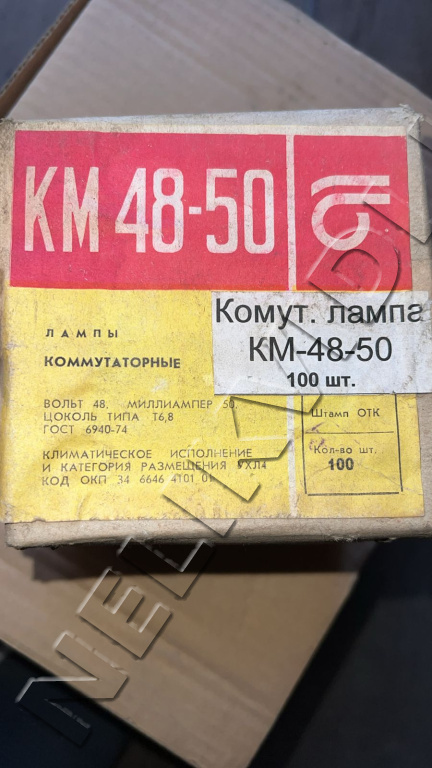 КМ 48-50
ЛАМПЫ
КОММУТАТОРНЫЕ
ВОЛЬТ 48, МИЛЛИАМПЕР 50,
ЦОКОЛЬ ТИПА Т6,8
ГОСТ 6940-74
КЛИМАТИЧЕСКОЕ ИСПОЛНЕНИЕ
И КАТЕГОРИЯ РАЗМЕЩЕНИЯ УХЛ4
КОД ОКП 34 6646 4101 01
Комут. лампа
КМ-48-50
100 шт.
Штамп ОТК
Кол-во шт.
100